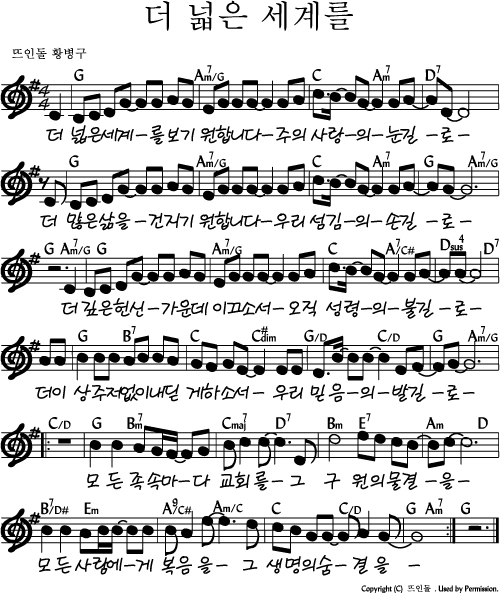 더 넓은 세계를
뜨인돌 황병구
G Am7/G C Am7 D7
더 넓은세계-를보기 원합니다-주의 사랑-의-눈길 -로-
G Am7/G C Am7 G Am7/G
더 많은삶을-건지기 원합니다-우리 섬김-의-손길 -로-
G Am7/G G Am7/G C A7/C# Dsus4 D7
더 깊은헌신-가운데 이끄소서-오직 성령-의-불길 -로-
G B7 C C#dim G/D C C/D G Am7/G
더이 상주저없이내딛 게하소서-우리 믿음-의-발길 -로-
C/D G Bm7 Cmaj7 D7 Bm E7 Am D
모 든 족속마-다 교회를-그 구 원의물결 -을-
B7/D# Em A9/C# Am/C G C C/D G Am7 G
모든사람에-게 복음을-그 생명의숨-결을 -
Copyright (C) 뜨인돌 . Used by Permission.